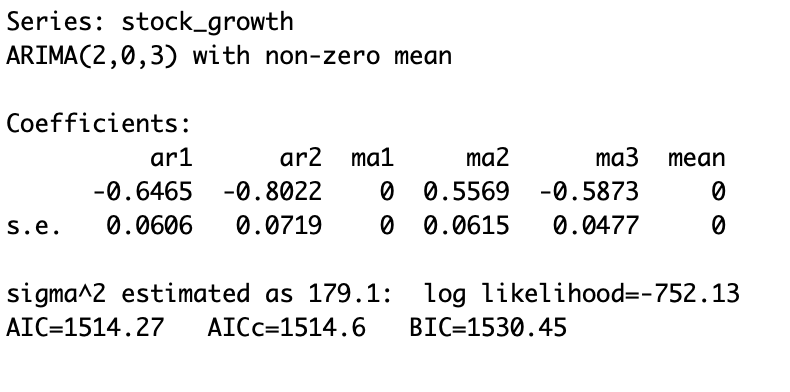 Series: stock_growth
ARIMA(2,0,3) with non-zero mean
Coefficients:
ar1 ar2 ma1 ma2 ma3 mean
-0.6465 -0.8022 0 0.5569 -0.5873 0
s.e. 0.0606 0.0719 0 0.0615 0.0477 0
sigma^2 estimated as 179.1: log likelihood=-752.13
AIC=1514.27 AICc=1514.6 BIC=1530.45